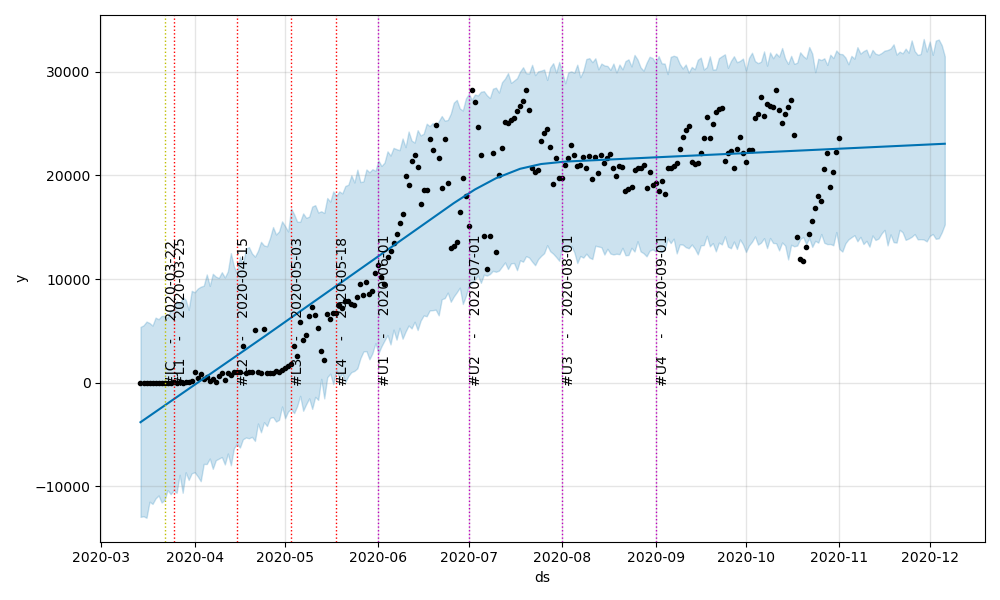 30000
20000
10000
0
−10000
y
#JC - 2020-03-22
#L1 - 2020-03-25
#L2 - 2020-04-15
#L3 - 2020-05-03
#L4 - 2020-05-18
#U1 - 2020-06-01
#U2 - 2020-07-01
#U3 - 2020-08-01
#U4 - 2020-09-01
2020-03
2020-04
2020-05
2020-06
2020-07
2020-08
2020-09
2020-10
2020-11
2020-12
ds